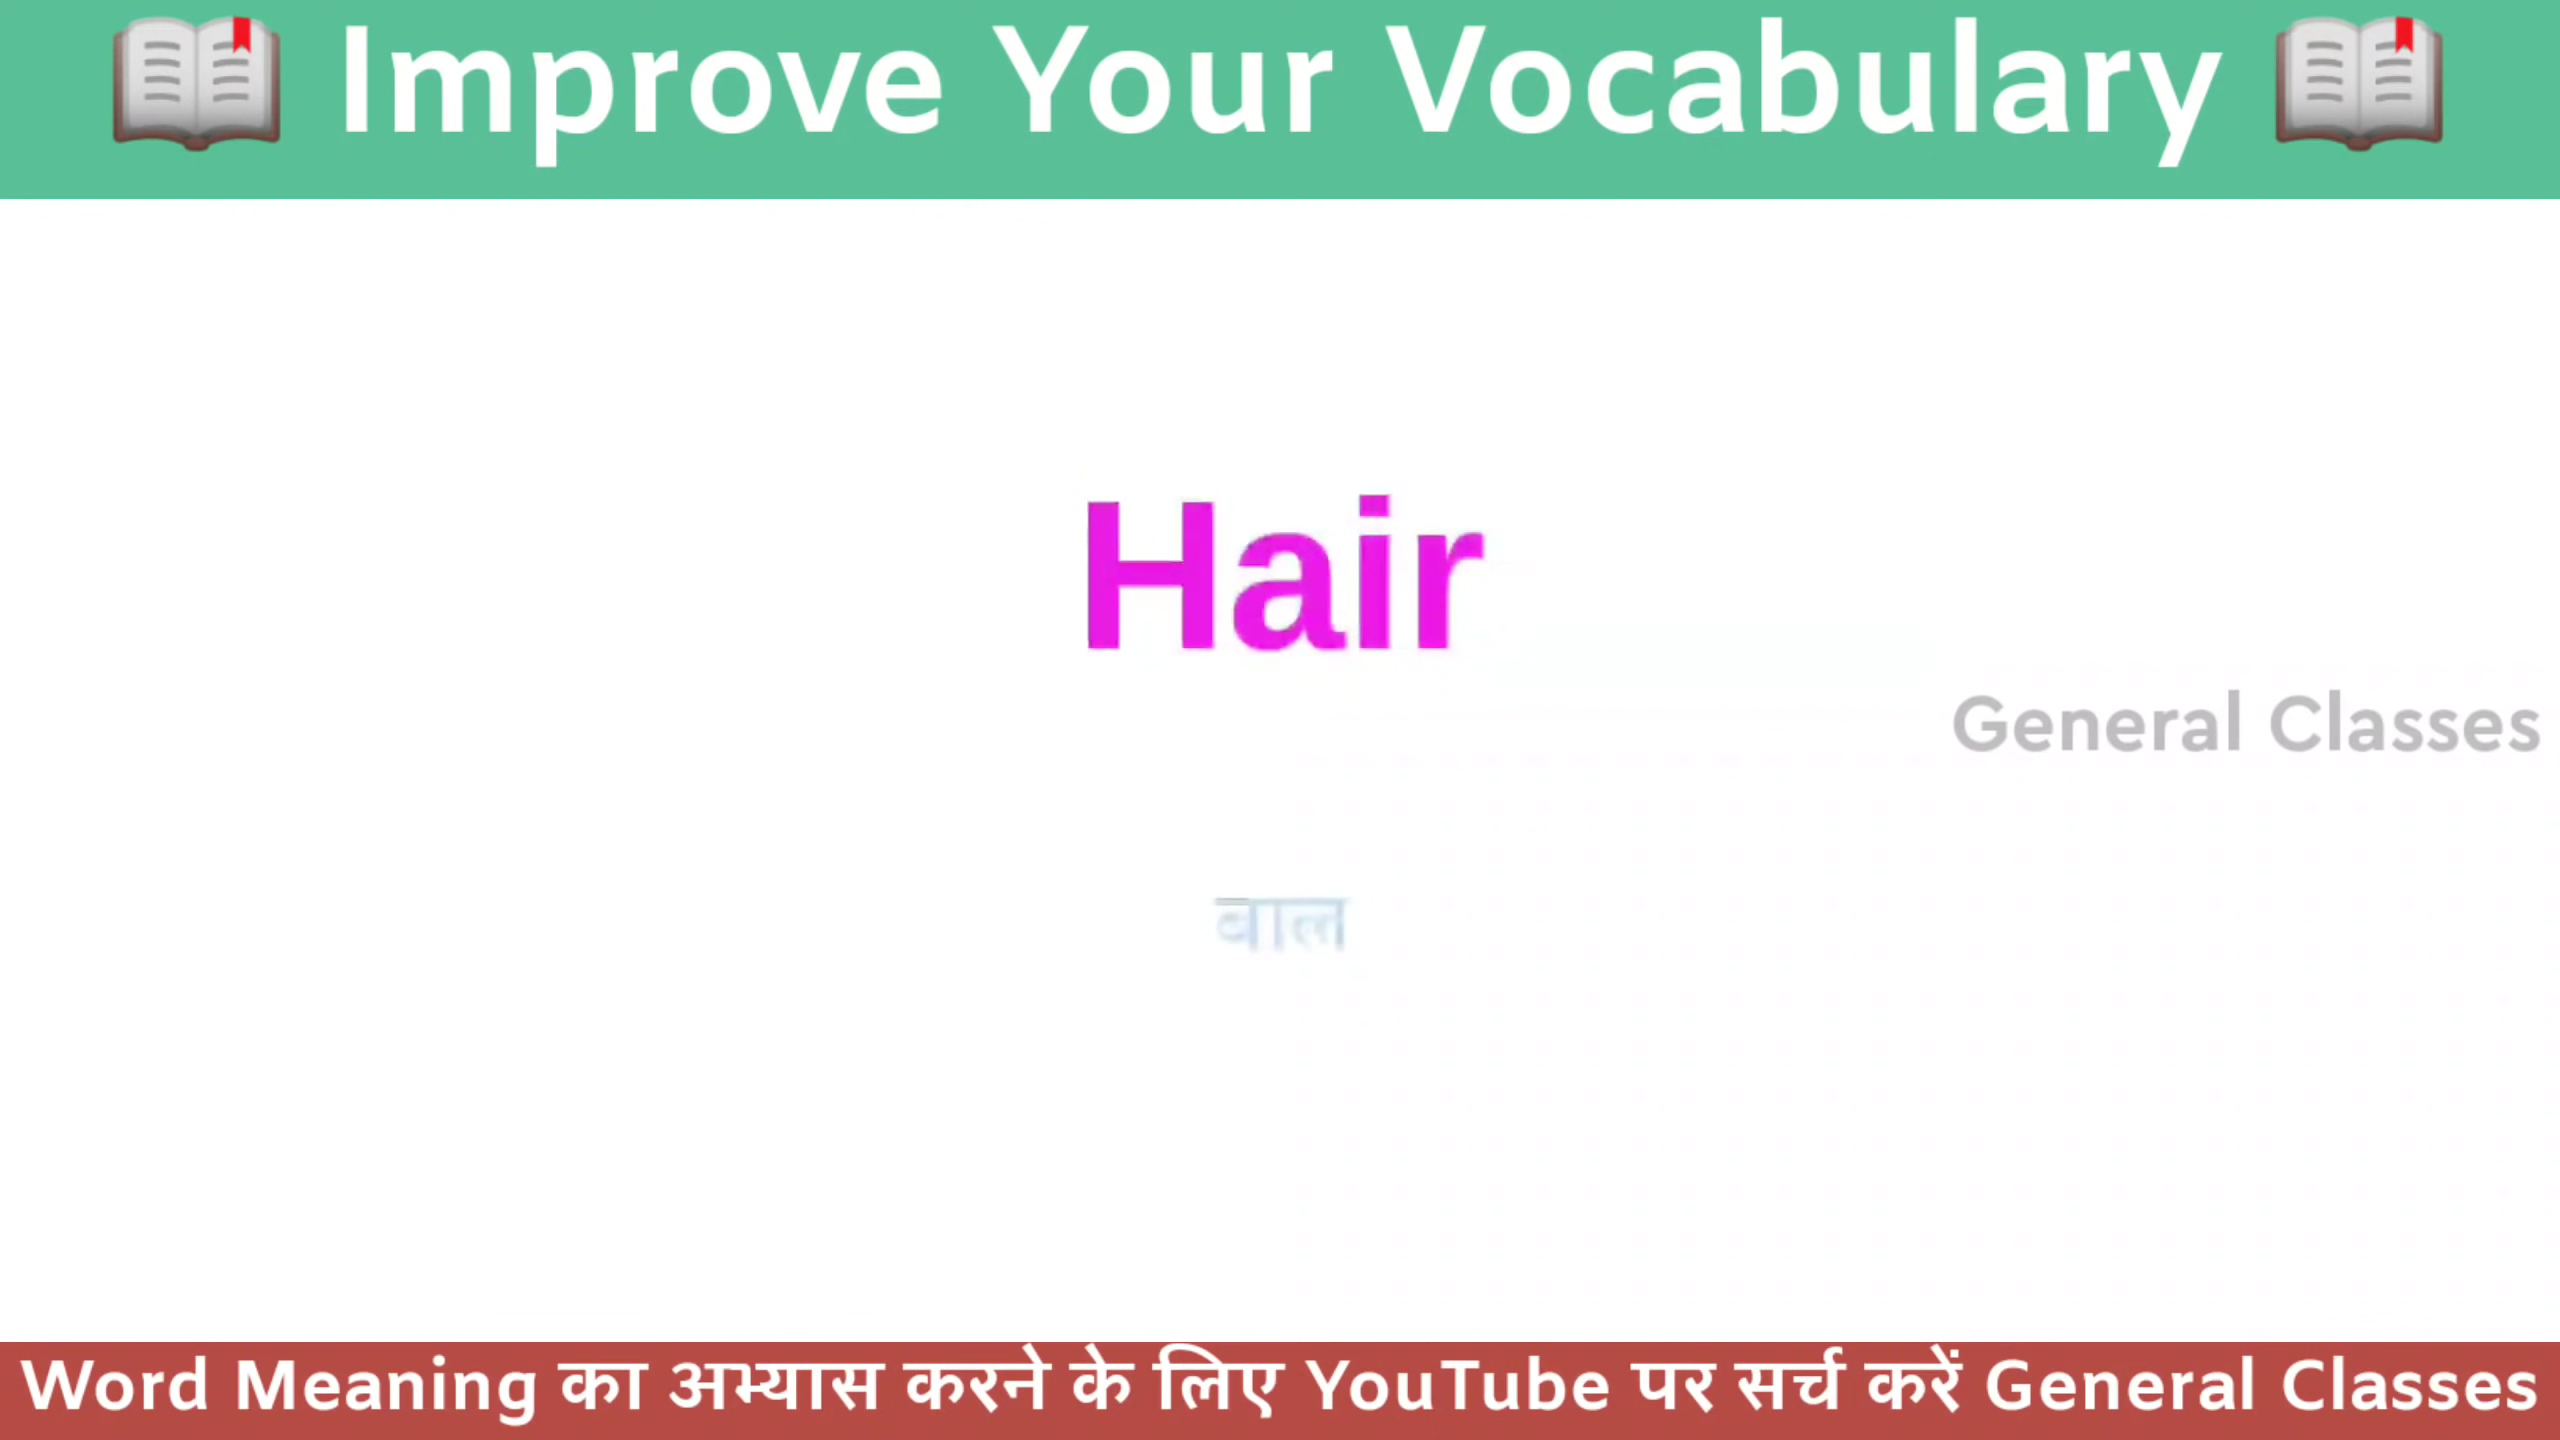 📖 Improve Your Vocabulary 📖
Hair
General Classes
बाल
Word Meaning का अभ्यास करने के लिए YouTube पर सर्च करें General Classes